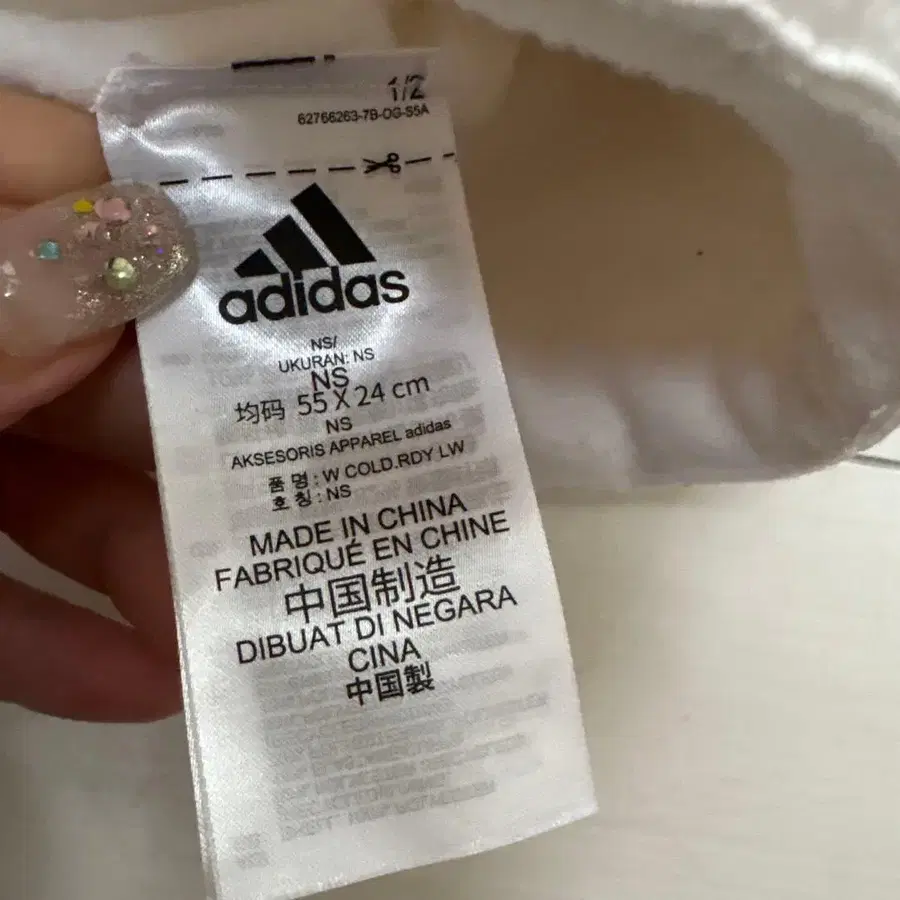 1/2
62766263-7B-OG-S5A
adidas
NS/
UKURAN: NS
NS
均码 55 X 24 cm
NS
AKSESORIS APPAREL adidas
품 명 : W COLD.RDY LW
호 칭 : NS
MADE IN CHINA
FABRIQUÉ EN CHINE
中国制造
DIBUAT DI NEGARA
CINA
中国製